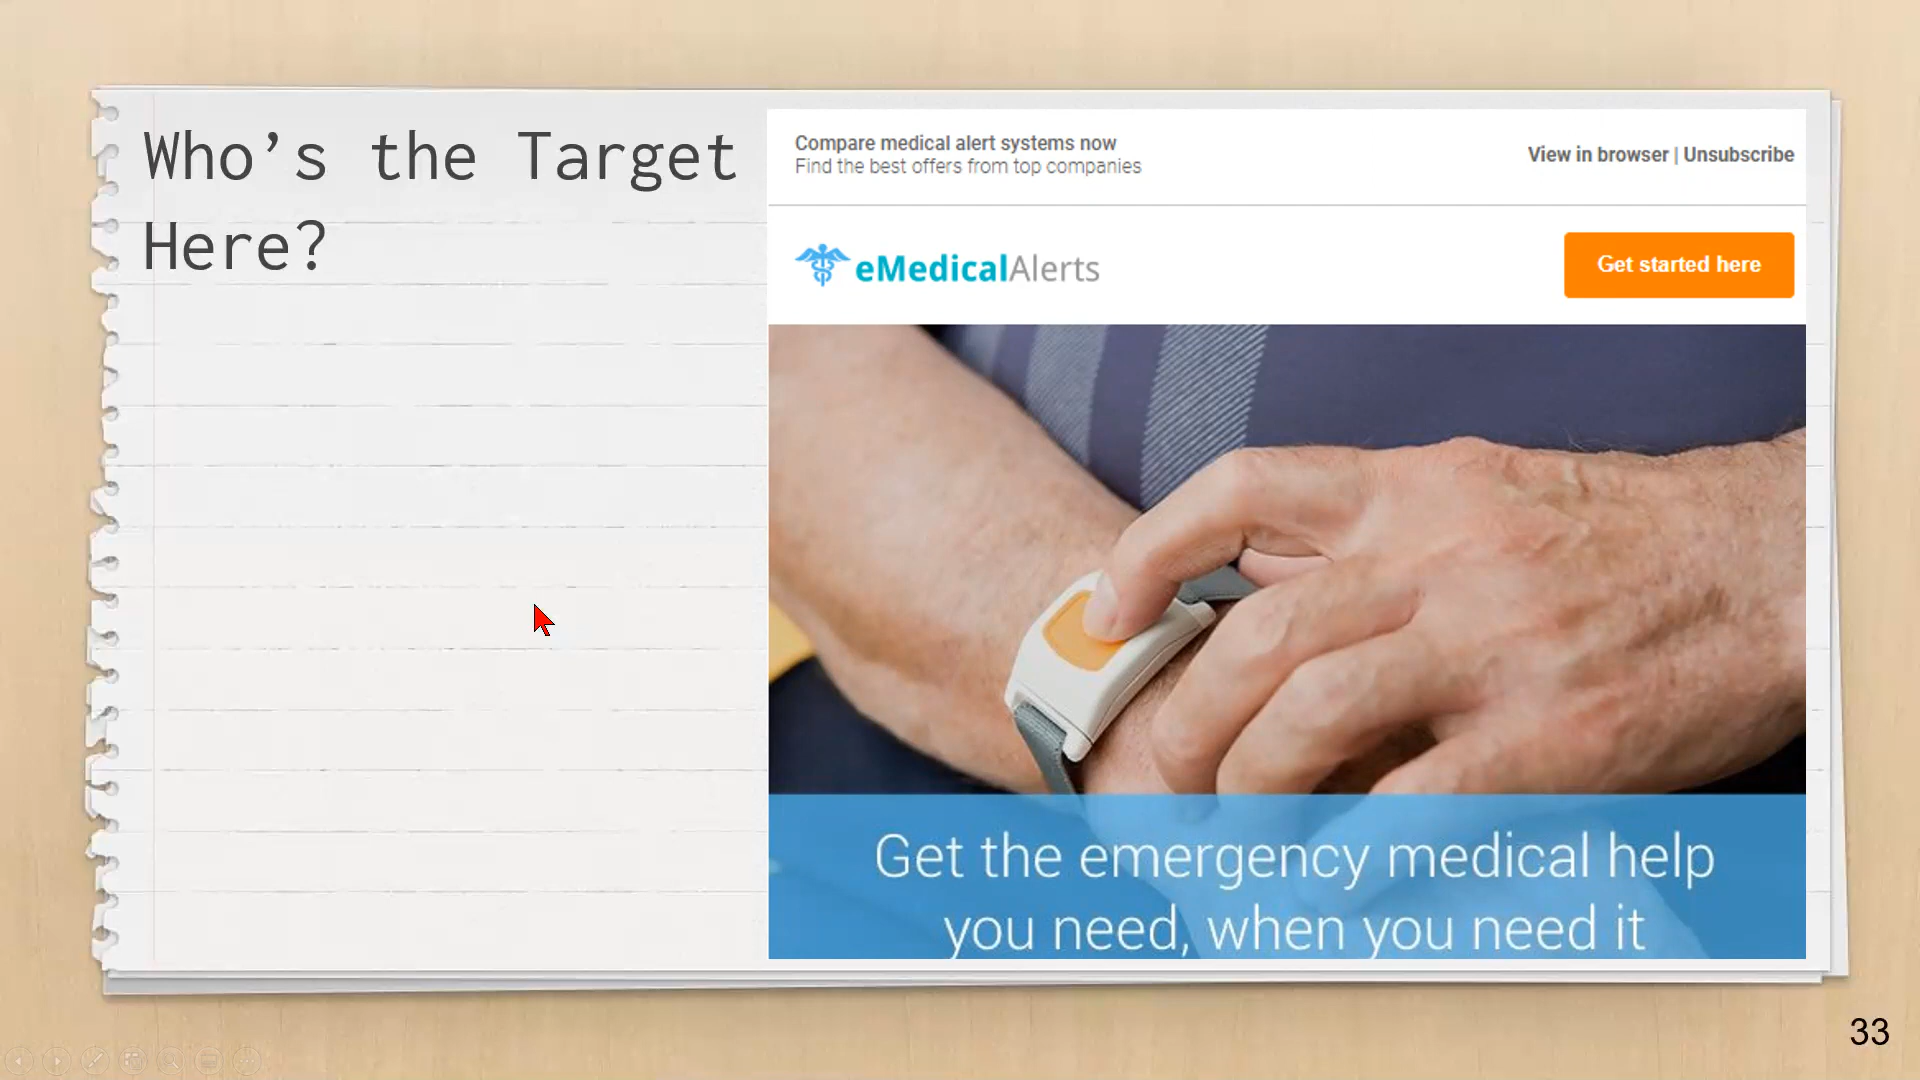 Who’s the Target
Here?
Compare medical alert systems now
Find the best offers from top companies
View in browser | Unsubscribe
eMedicalAlerts
Get started here
Get the emergency medical help
you need, when you need it
33